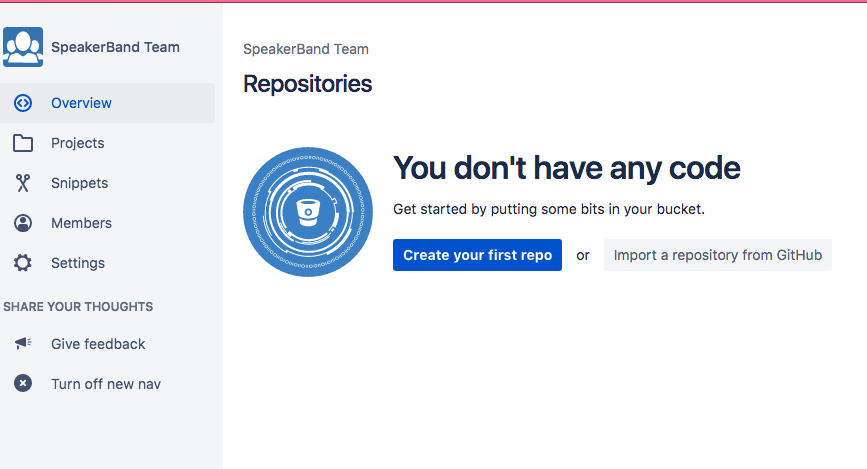 SpeakerBand Team
Overview
Projects
Snippets
Members
Settings
SHARE YOUR THOUGHTS
Give feedback
Turn off new nav
SpeakerBand Team
Repositories
You don't have any code
Get started by putting some bits in your bucket.
Create your first repo or Import a repository from GitHub